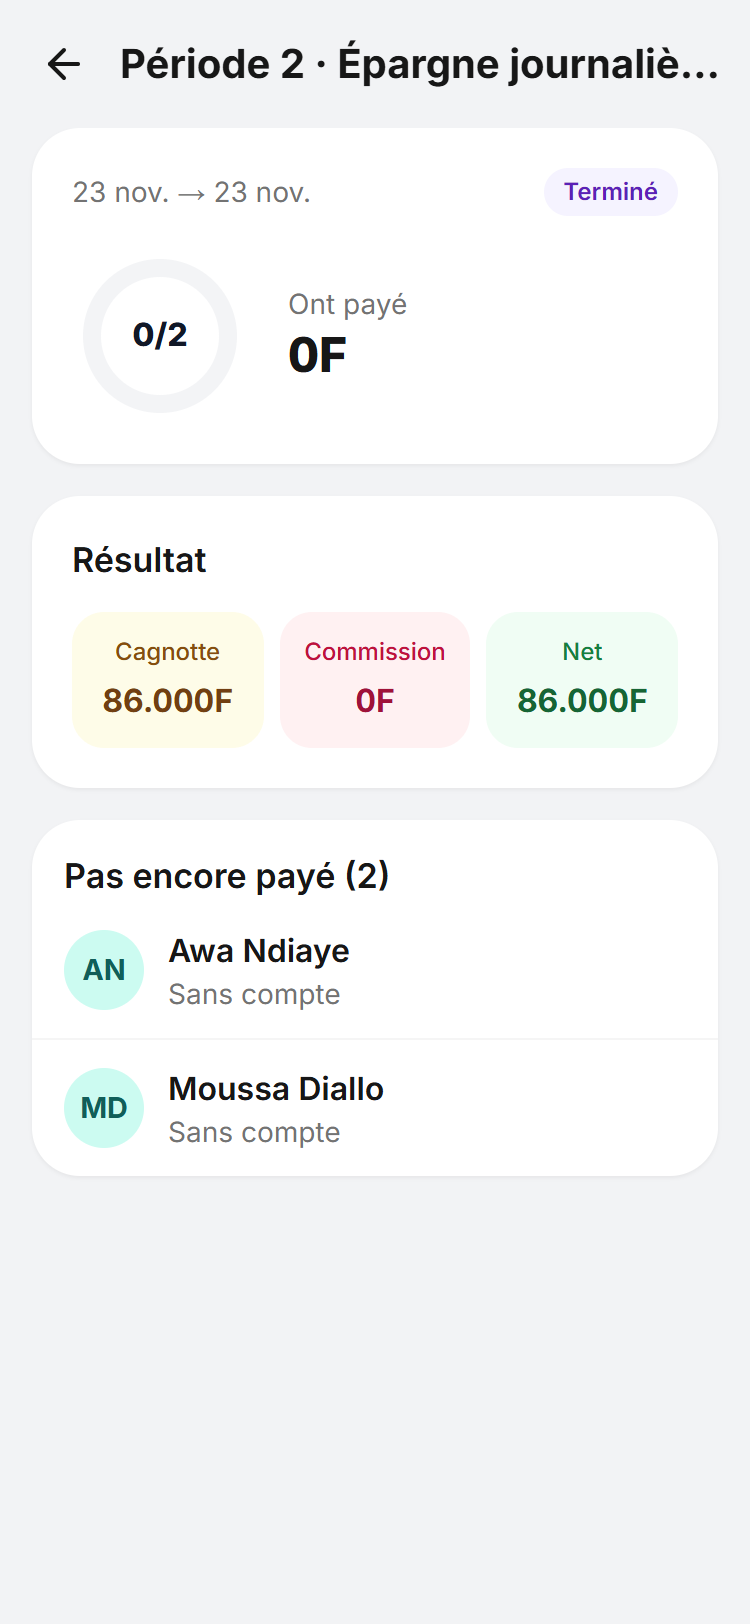 Période 2 · Épargne journaliè...
23 nov. → 23 nov.
Terminé
0/2
Ont payé
0F
Résultat
Cagnotte
86.000F
Commission
0F
Net
86.000F
Pas encore payé (2)
AN
Awa Ndiaye
Sans compte
MD
Moussa Diallo
Sans compte